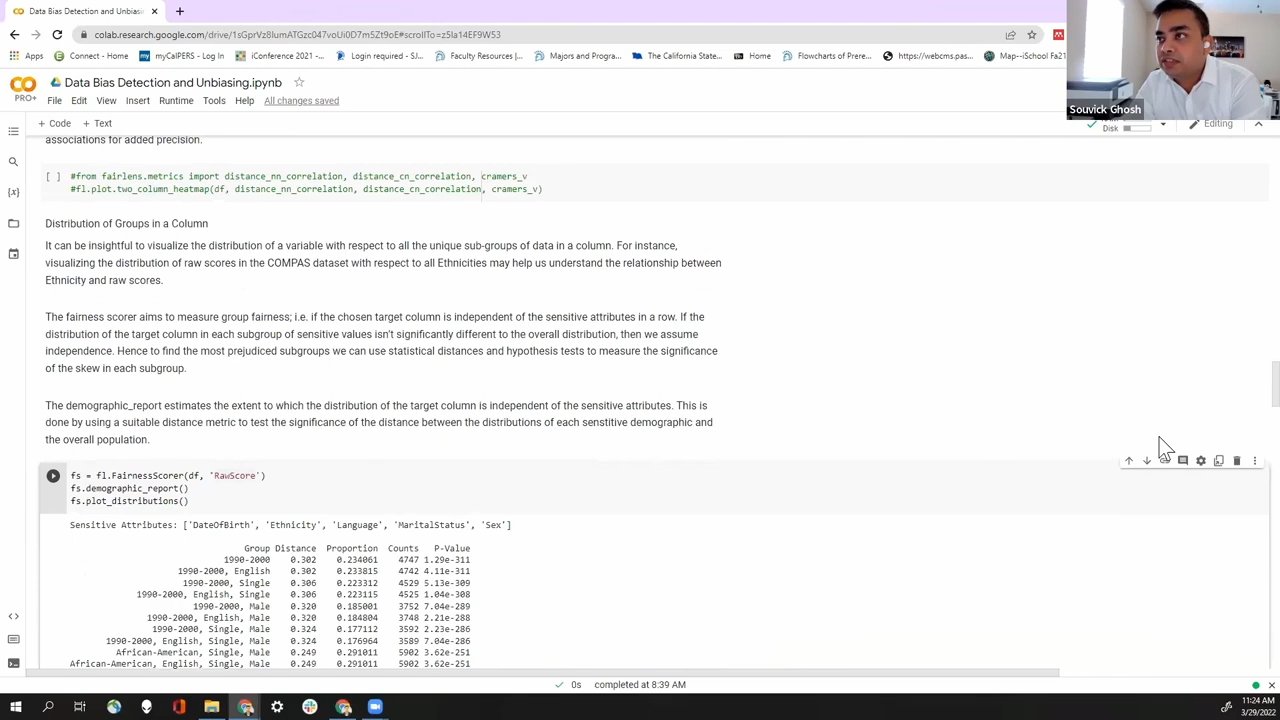 Data Bias Detection and Unbiasing
colab.research.google.com/drive/1sGprVz8IumATGzc047voUi0D7m5Zt9oE#scrollTo=z5Ia14EF9W53
Apps
Connect - Home
myCalPERS - Log In
iConference 2021 -
Login required - SJ...
Faculty Resources |...
Majors and Progra...
The California State...
Home
Flowcharts of Prere...
https://webcms.pas...
Map--iSchool Fa21
Souvick Ghosh
PRO+
Data Bias Detection and Unbiasing.ipynb
File Edit View Insert Runtime Tools Help All changes saved
+ Code + Text
Disk
Editing
associations for added precision.
[ ] #from fairlens.metrics import distance_nn_correlation, distance_cn_correlation, cramers_v
#fl.plot.two_column_heatmap(df, distance_nn_correlation, distance_cn_correlation, cramers_v)
Distribution of Groups in a Column
It can be insightful to visualize the distribution of a variable with respect to all the unique sub-groups of data in a column. For instance,
visualizing the distribution of raw scores in the COMPAS dataset with respect to all Ethnicities may help us understand the relationship between
Ethnicity and raw scores.
The fairness scorer aims to measure group fairness; i.e. if the chosen target column is independent of the sensitive attributes in a row. If the
distribution of the target column in each subgroup of sensitive values isn't significantly different to the overall distribution, then we assume
independence. Hence to find the most prejudiced subgroups we can use statistical distances and hypothesis tests to measure the significance
of the skew in each subgroup.
The demographic_report estimates the extent to which the distribution of the target column is independent of the sensitive attributes. This is
done by using a suitable distance metric to test the significance of the distance between the distributions of each senstitive demographic and
the overall population.
fs = fl.FairnessScorer(df, 'RawScore')
fs.demographic_report()
fs.plot_distributions()
Sensitive Attributes: ['DateOfBirth', 'Ethnicity', 'Language', 'MaritalStatus', 'Sex']
Group Distance Proportion Counts P-Value
1990-2000 0.302 0.234061 4747 1.29e-311
1990-2000, English 0.302 0.233815 4742 4.11e-311
1990-2000, Single 0.306 0.223312 4529 5.13e-309
1990-2000, English, Single 0.306 0.223115 4525 1.04e-308
1990-2000, Male 0.320 0.185001 3752 7.04e-289
1990-2000, English, Male 0.320 0.184804 3748 2.21e-288
1990-2000, Single, Male 0.324 0.177112 3592 2.23e-286
1990-2000, English, Single, Male 0.324 0.176964 3589 7.04e-286
African-American, Single, Male 0.249 0.291011 5902 3.62e-251
African-American, English, Single, Male 0.249 0.291011 5902 3.62e-251
0s completed at 8:39 AM
11:24 AM
3/29/2022